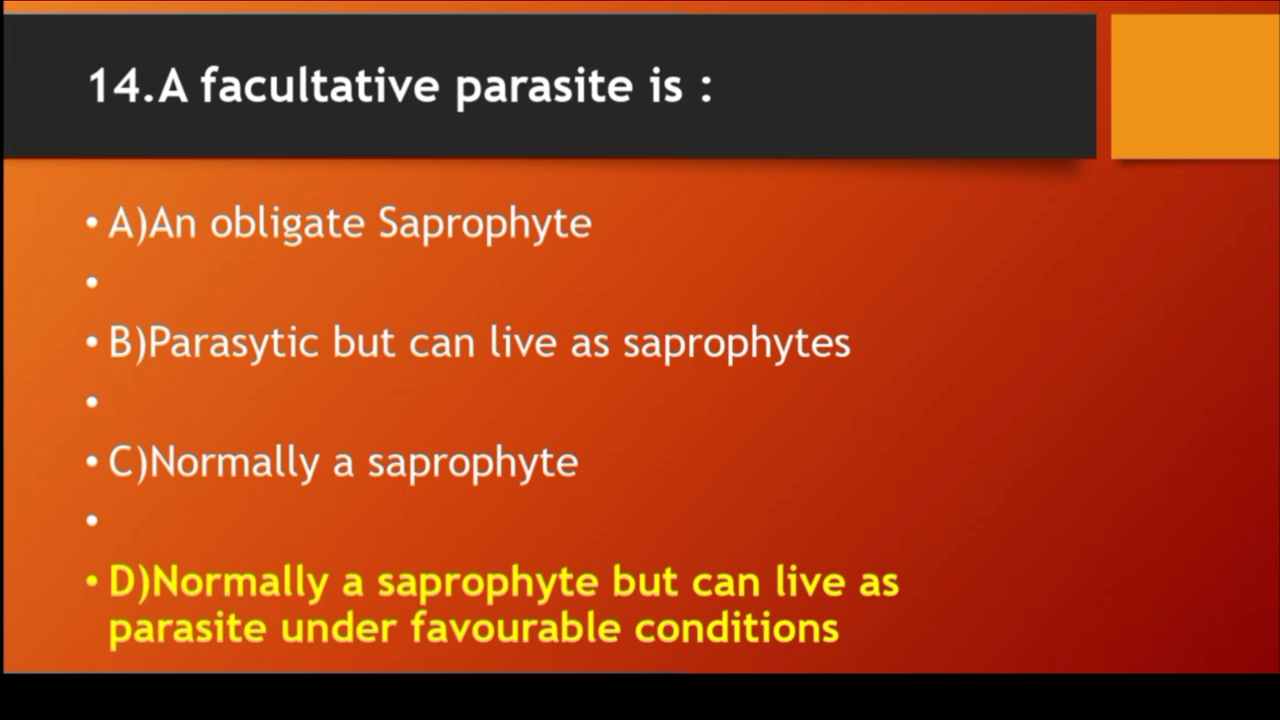 14.A facultative parasite is :
• A)An obligate Saprophyte
•
• B)Parasytic but can live as saprophytes
•
• C)Normally a saprophyte
•
• D)Normally a saprophyte but can live as
parasite under favourable conditions